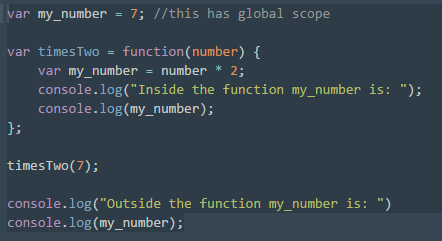 var my_number = 7; //this has global scope
var timesTwo = function(number) {
    var my_number = number * 2;
    console.log("Inside the function my_number is: ");
    console.log(my_number);
};
timesTwo(7);
console.log("Outside the function my_number is: ")
console.log(my_number);